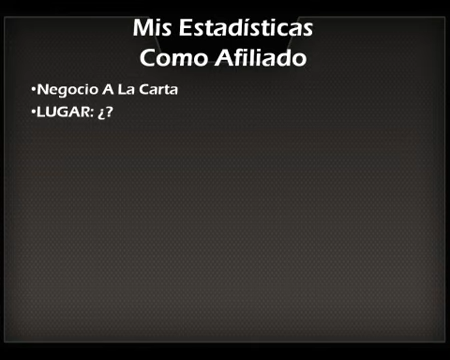 Mis Estadísticas
Como Afiliado
•Negocio A La Carta
•LUGAR: ¿?